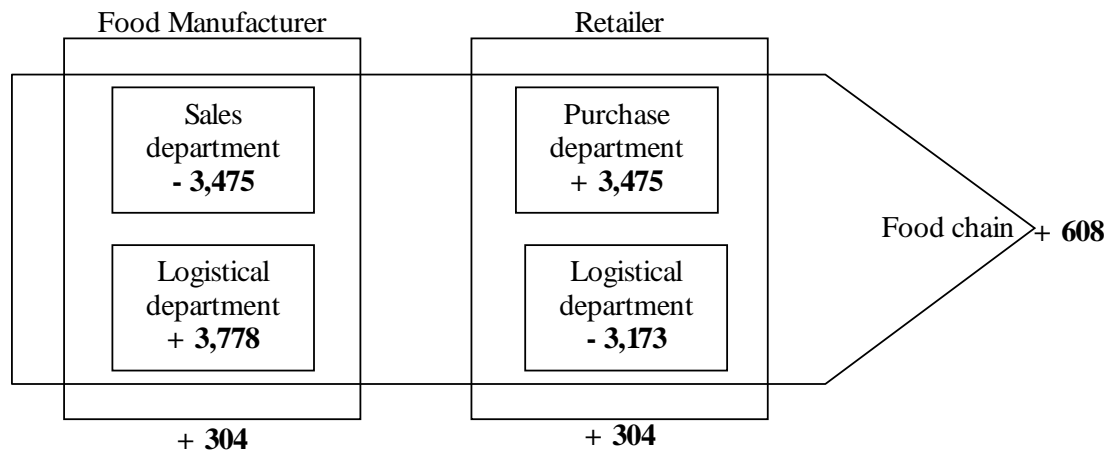 Food Manufacturer
Retailer
Sales
department
- 3,475
Purchase
department
+ 3,475
Food chain
+ 608
Logistical
department
+ 3,778
Logistical
department
- 3,173
+ 304
+ 304